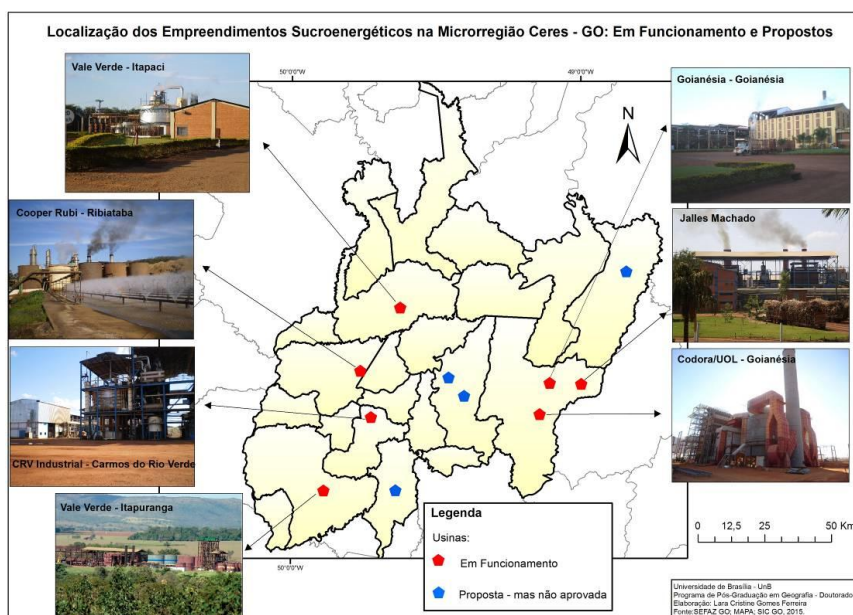 Localização dos Empreendimentos Sucroenergéticos na Microrregião Ceres - GO: Em Funcionamento e Propostos
50°0'0"W
49°0'0"W
Vale Verde - Itapaci
Goianésia - Goianésia
N
Cooper Rubi - Ribiataba
Jalles Machado
CRV Industrial - Carmos do Rio Verde
Codora/UOL - Goianésia
Vale Verde - Itapuranga
Legenda
Usinas:
Em Funcionamento
Proposta - mas não aprovada
0 12,5 25 50 Km
50°0'0"W
Universidade de Brasília - UnB
Programa de Pós-Graduação em Geografia - Doutorado
Elaboração: Lara Cristine Gomes Ferreira
Fonte:SEFAZ GO; MAPA; SIC GO, 2015.